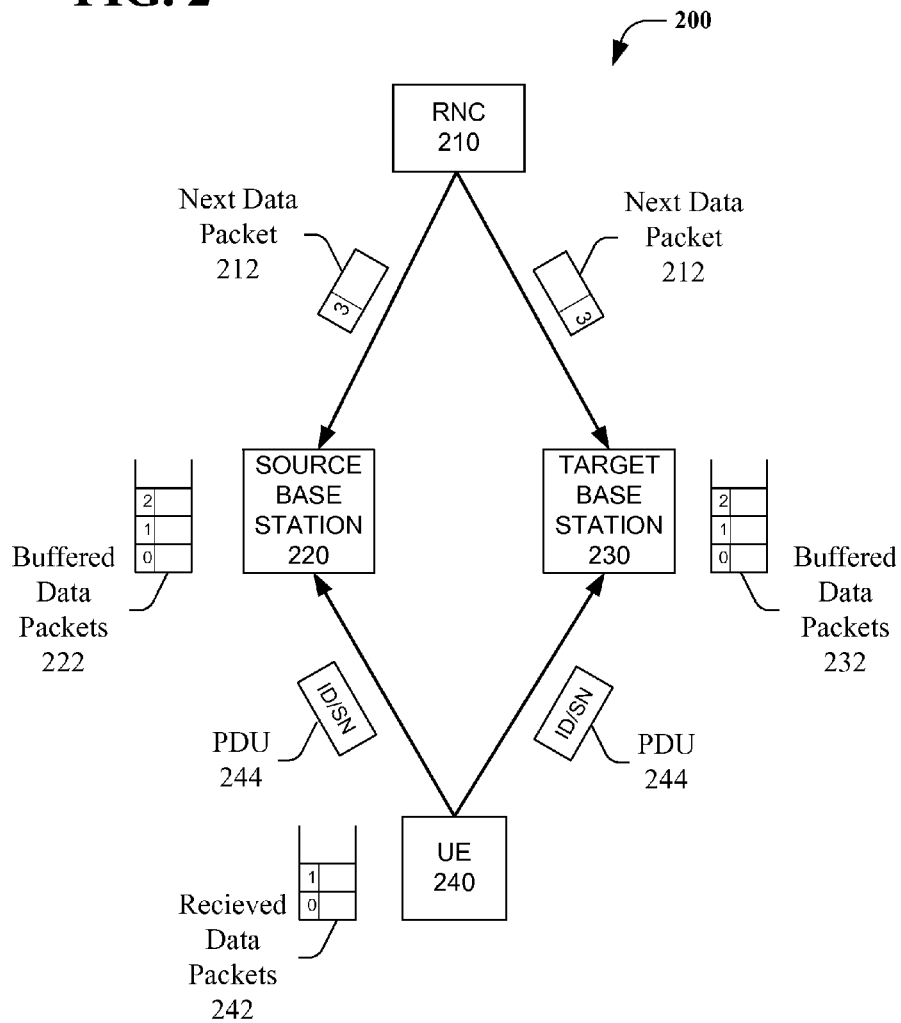 FIG. 2
200
RNC
210
Next Data
Packet
212
3
Next Data
Packet
212
3
SOURCE
BASE
STATION
220
TARGET
BASE
STATION
230
2
1
0
Buffered
Data
Packets
222
2
1
0
Buffered
Data
Packets
232
ID/SN
PDU
244
ID/SN
PDU
244
UE
240
1
0
Recieved
Data
Packets
242